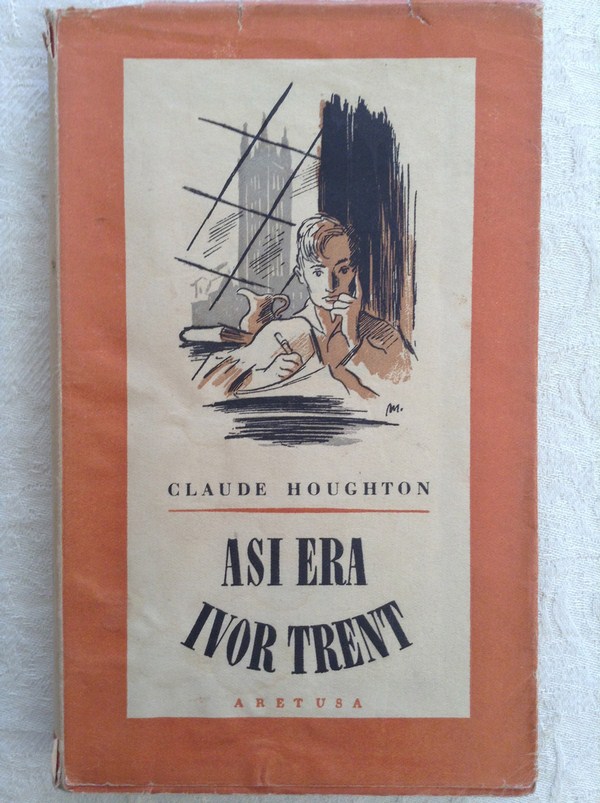 M.
CLAUDE HOUGHTON
ASI ERA
IVOR TRENT
ARETUSA